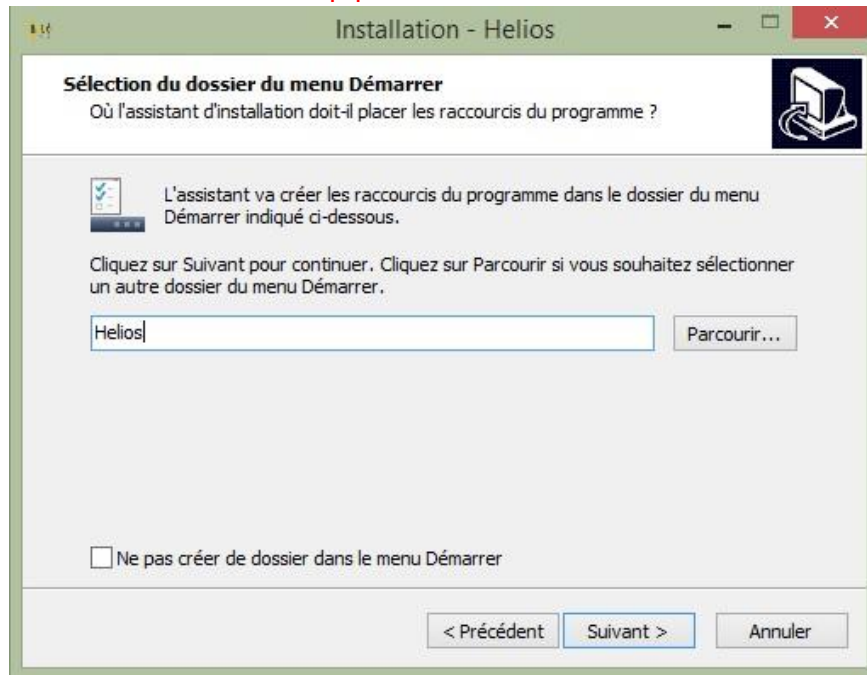 Installation - Helios
Sélection du dossier du menu Démarrer
Où l'assistant d'installation doit-il placer les raccourcis du programme ?
L'assistant va créer les raccourcis du programme dans le dossier du menu
Démarrer indiqué ci-dessous.
Cliquez sur Suivant pour continuer. Cliquez sur Parcourir si vous souhaitez sélectionner
un autre dossier du menu Démarrer.
Helios
Parcourir...
Ne pas créer de dossier dans le menu Démarrer
< Précédent
Suivant >
Annuler